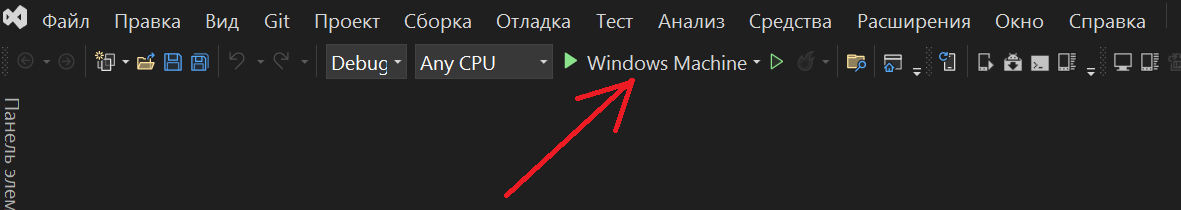 Файл Правка Вид Git Проект Сборка Отладка Тест Анализ Средства Расширения Окно Справка
Debug Any CPU Windows Machine
Панель элем